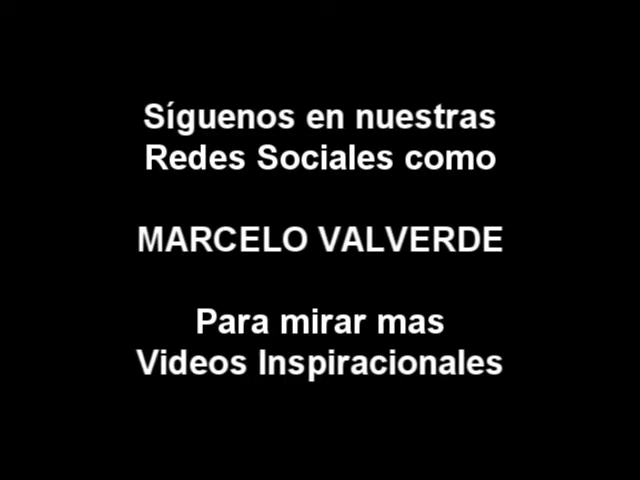 Síguenos en nuestras
Redes Sociales como
MARCELO VALVERDE
Para mirar mas
Videos Inspiracionales